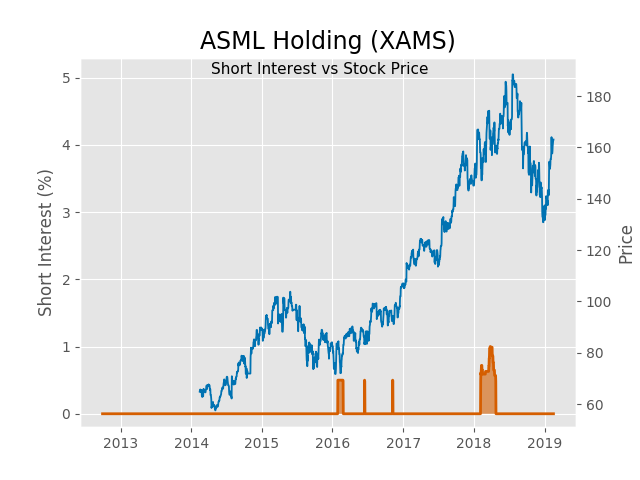 ASML Holding (XAMS)
Short Interest vs Stock Price
Short Interest (%)
5
4
3
2
1
0
180
160
140
120
100
80
60
Price
2013 2014 2015 2016 2017 2018 2019